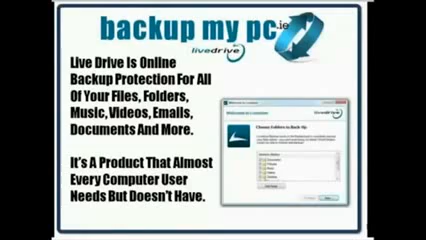 backup my pc.ie
livedrive
Live Drive Is Online
Backup Protection For All
Of Your Files, Folders,
Music, Videos, Emails,
Documents And More.
Choose Folders to Back Up
It's A Product That Almost
Every Computer User
Needs But Doesn't Have.